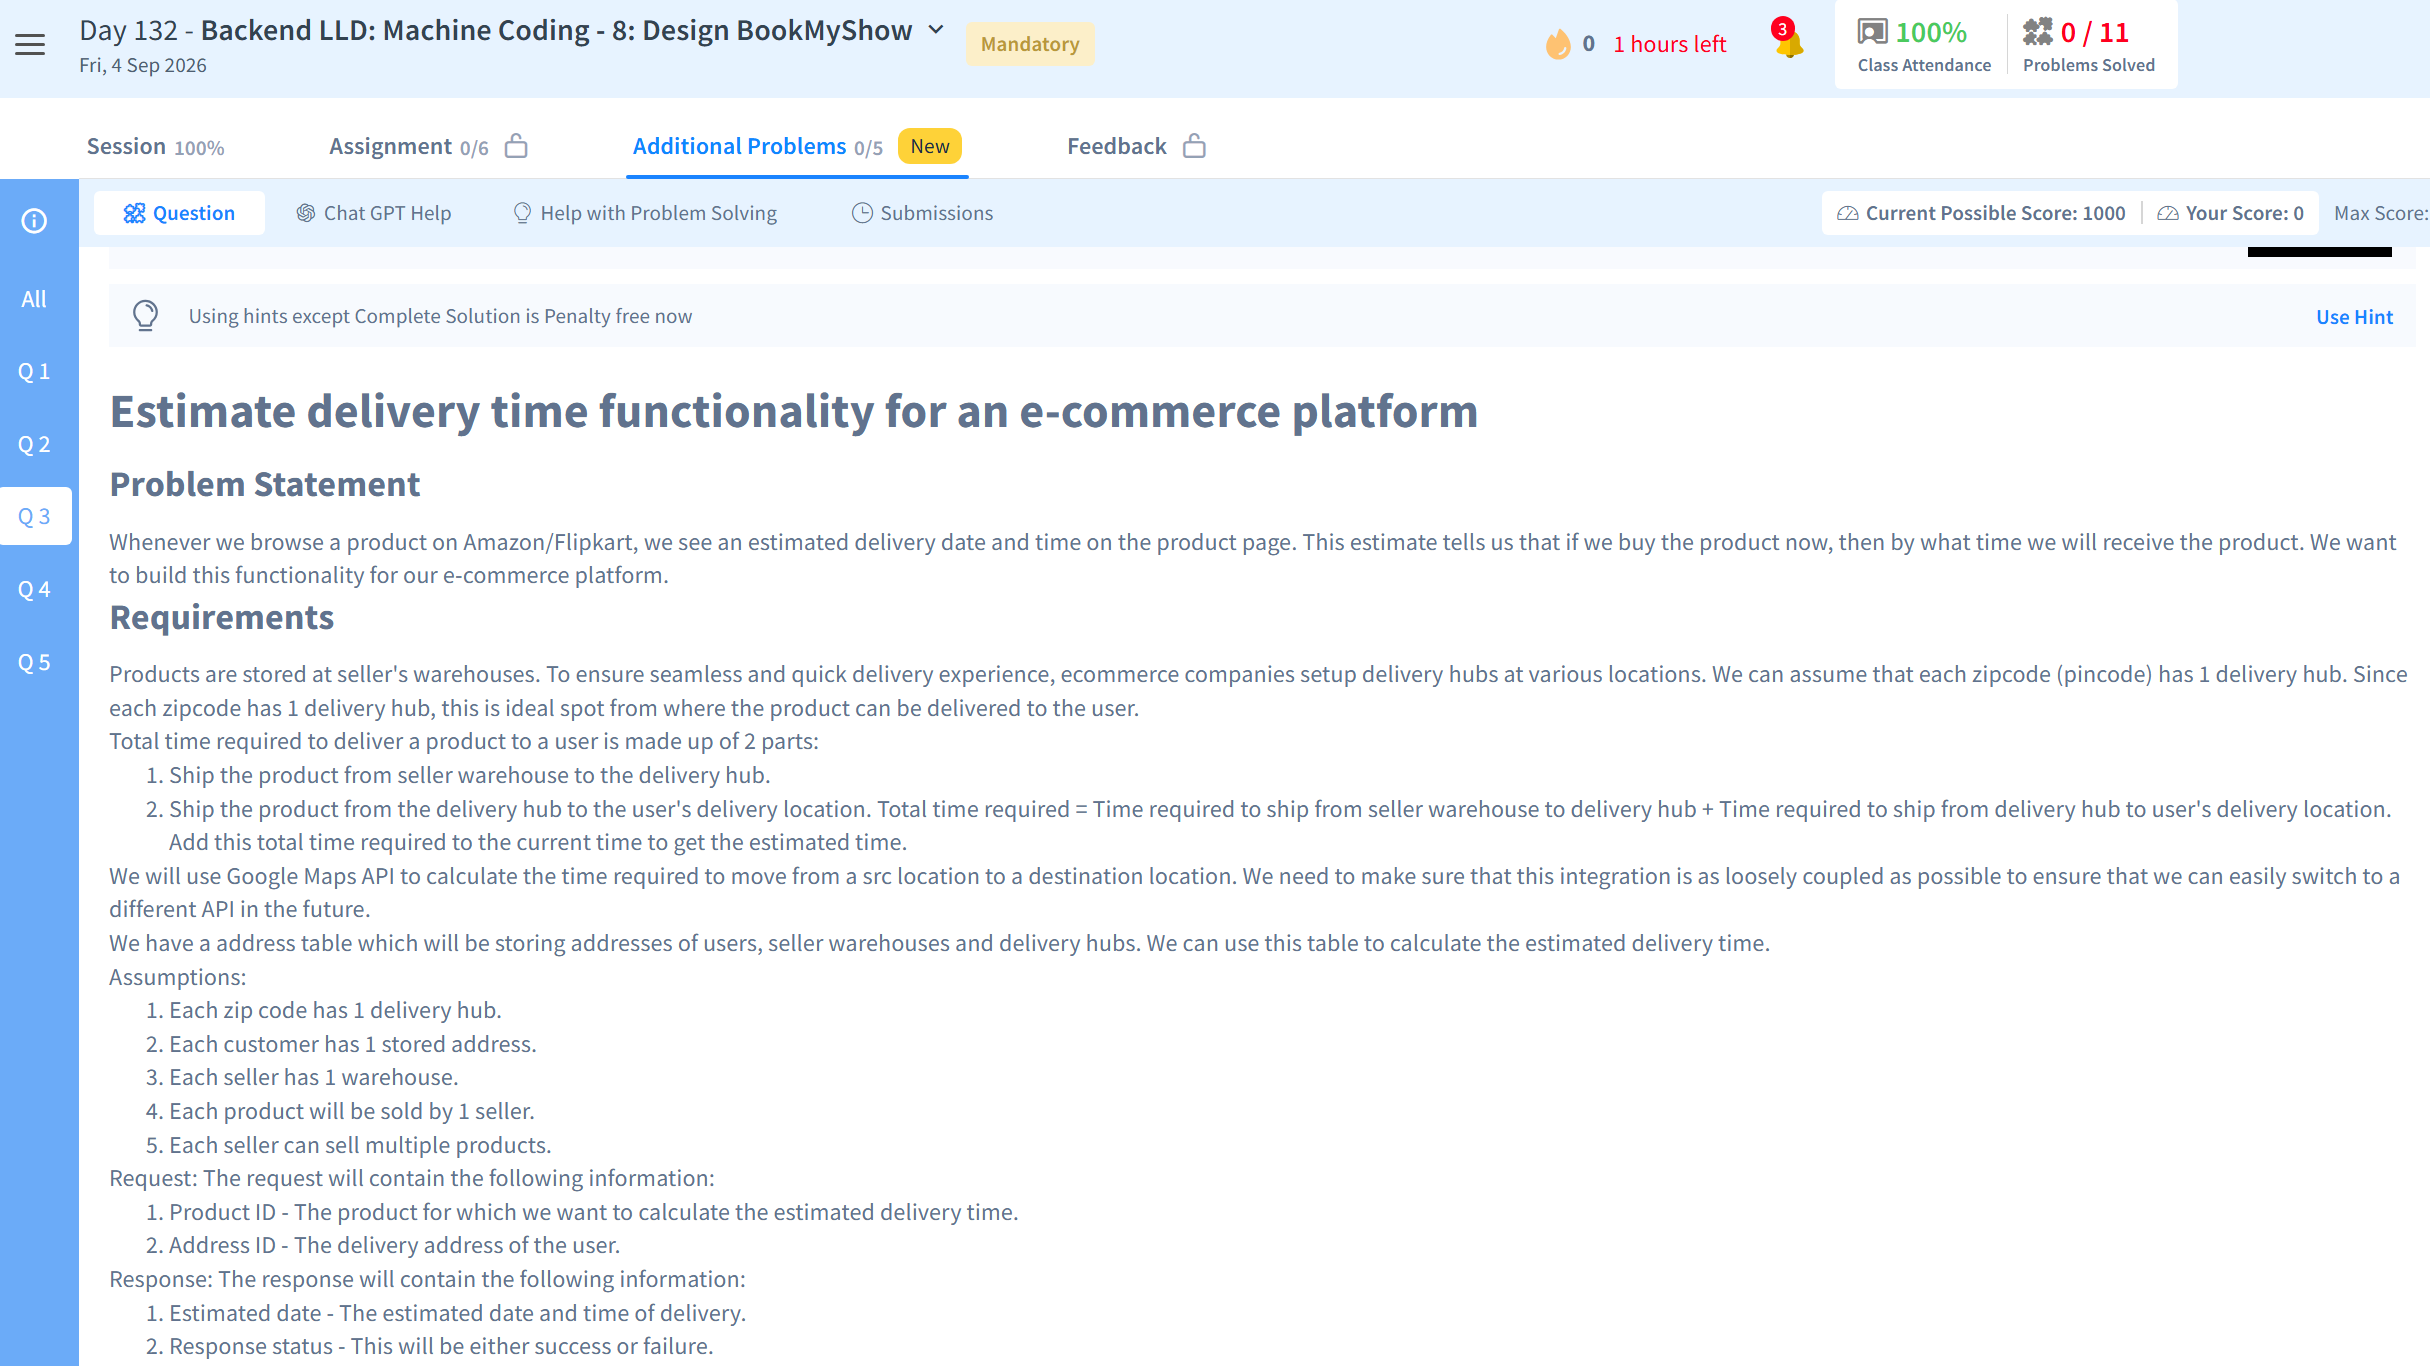 Day 132 - Backend LLD: Machine Coding - 8: Design BookMyShow
Mandatory
Fri, 4 Sep 2026
0
1 hours left
3
100%
Class Attendance
0 / 11
Problems Solved
Session 100%
Assignment 0/6
Additional Problems 0/5
New
Feedback
Question
Chat GPT Help
Help with Problem Solving
Submissions
Current Possible Score: 1000
Your Score: 0
Max Score:
All
Q 1
Q 2
Q 3
Q 4
Q 5
Using hints except Complete Solution is Penalty free now
Use Hint
Estimate delivery time functionality for an e-commerce platform
Problem Statement
Whenever we browse a product on Amazon/Flipkart, we see an estimated delivery date and time on the product page. This estimate tells us that if we buy the product now, then by what time we will receive the product. We want
to build this functionality for our e-commerce platform.
Requirements
Products are stored at seller's warehouses. To ensure seamless and quick delivery experience, ecommerce companies setup delivery hubs at various locations. We can assume that each zipcode (pincode) has 1 delivery hub. Since
each zipcode has 1 delivery hub, this is ideal spot from where the product can be delivered to the user.
Total time required to deliver a product to a user is made up of 2 parts:
1. Ship the product from seller warehouse to the delivery hub.
2. Ship the product from the delivery hub to the user's delivery location. Total time required = Time required to ship from seller warehouse to delivery hub + Time required to ship from delivery hub to user's delivery location.
Add this total time required to the current time to get the estimated time.
We will use Google Maps API to calculate the time required to move from a src location to a destination location. We need to make sure that this integration is as loosely coupled as possible to ensure that we can easily switch to a
different API in the future.
We have a address table which will be storing addresses of users, seller warehouses and delivery hubs. We can use this table to calculate the estimated delivery time.
Assumptions:
1. Each zip code has 1 delivery hub.
2. Each customer has 1 stored address.
3. Each seller has 1 warehouse.
4. Each product will be sold by 1 seller.
5. Each seller can sell multiple products.
Request: The request will contain the following information:
1. Product ID - The product for which we want to calculate the estimated delivery time.
2. Address ID - The delivery address of the user.
Response: The response will contain the following information:
1. Estimated date - The estimated date and time of delivery.
2. Response status - This will be either success or failure.